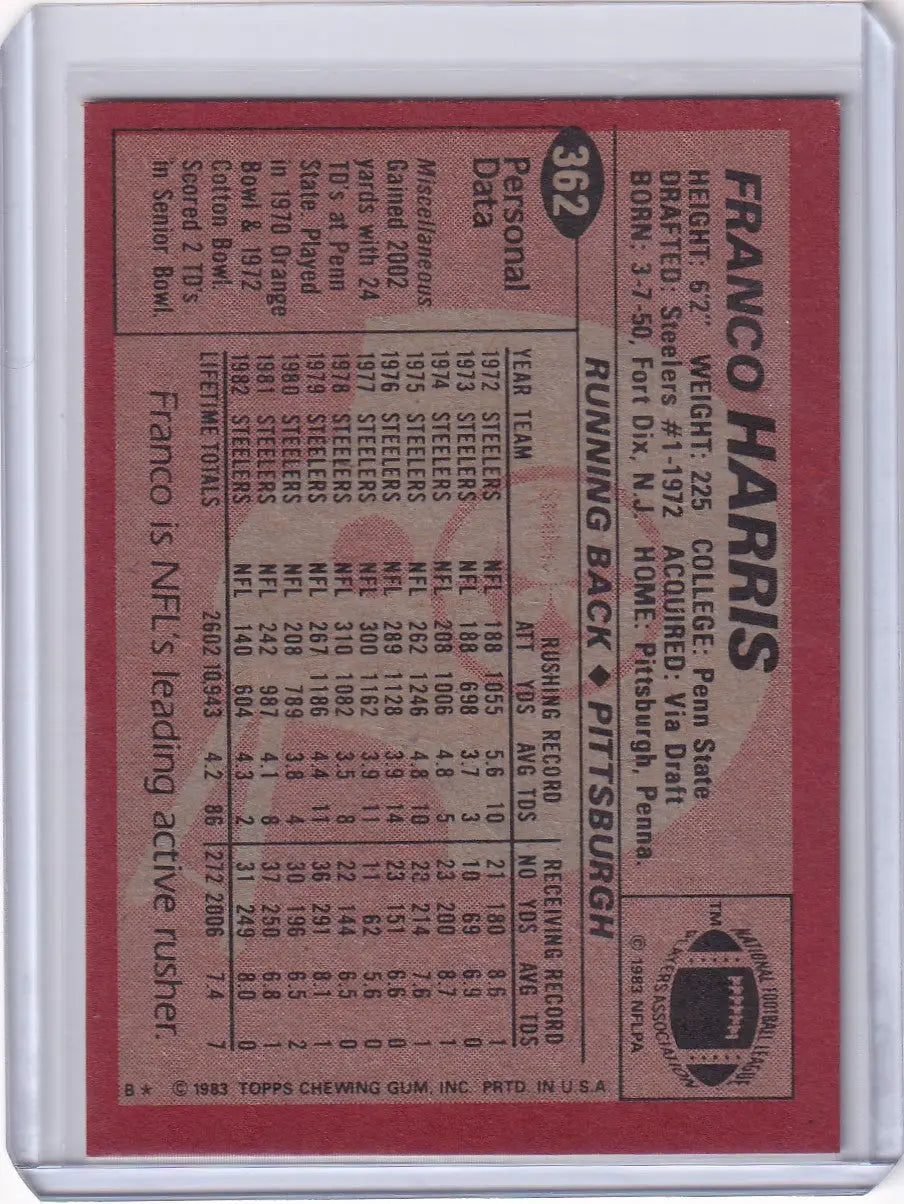 FRANCO HARRIS
HEIGHT: 6'2" WEIGHT: 225 COLLEGE: Penn State
DRAFTED: Steelers #1-1972 ACQUIRED: Via Draft
BORN: 3-7-50, Fort Dix, N.J. HOME: Pittsburgh, Penna.
TM
NATIONAL FOOTBALL LEAGUE
PLAYERS ASSOCIATION
© 1983 NFLPA
362
RUNNING BACK ♦ PITTSBURGH
Personal
Data
Miscellaneous
Gained 2002
yards with 24
TD's at Penn
State. Played
in 1970 Orange
Bowl & 1972
Cotton Bowl.
Scored 2 TD's
in Senior Bowl.
RUSHING RECORD RECEIVING RECORD
YEAR TEAM ATT YDS AVG TDS NO YDS AVG TDS
1972 STEELERS NFL 188 1055 5.6 10 21 180 8.6 1
1973 STEELERS NFL 188 698 3.7 3 10 69 6.9 0
1974 STEELERS NFL 208 1006 4.8 5 23 200 8.7 1
1975 STEELERS NFL 262 1246 4.8 10 28 214 7.6 1
1976 STEELERS NFL 289 1128 3.9 14 23 151 6.6 0
1977 STEELERS NFL 300 1162 3.9 11 11 62 5.6 0
1978 STEELERS NFL 310 1082 3.5 8 22 144 6.5 0
1979 STEELERS NFL 267 1186 4.4 11 36 291 8.1 1
1980 STEELERS NFL 208 789 3.8 4 30 196 6.5 2
1981 STEELERS NFL 242 987 4.1 8 37 250 6.8 1
1982 STEELERS NFL 140 604 4.3 2 31 249 8.0 0
LIFETIME TOTALS 2602 10943 4.2 86 272 2806 7.4 7
Franco is NFL's leading active rusher.
B* © 1983 TOPPS CHEWING GUM, INC. PRTD. IN U.S.A